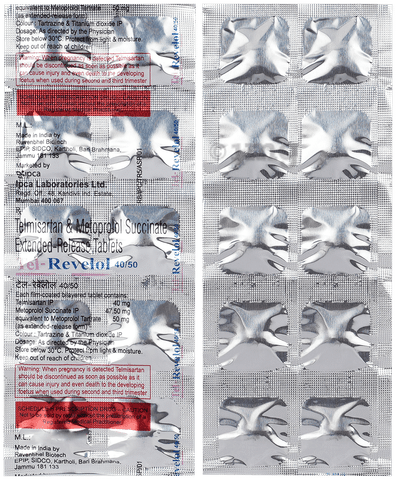 equivalent to Metoprolol Tartrate 50 mg
(as extended-release form)
Colour : Tartrazine & Titanium dioxide IP
Dosage: As directed by the Physician
Store below 30°C. Protect from light & moisture.
Keep out of reach of children.
Warning: When pregnancy is detected Telmisartan
should be discontinued as soon as possible as it
can cause injury and even death to the developing
foetus when used during second and third trimester
M.L.:
Made in India by
Ravenbhel Biotech
EPIP, SIDCO, Kartholi, Bari Brahmana,
Jammu 181 133
Marketed by
Ipca
Ipca Laboratories Ltd.
Regd. Off.: 48, Kandivli Ind. Estate,
Mumbai 400 067
Telmisartan & Metoprolol Succinate
Extended-Release Tablets
Tel-Revelol 40/50
टेल-रेवेलोल 40/50
Each film-coated bilayered tablet contains:
Telmisartan IP 40 mg
Metoprolol Succinate IP 47.50 mg
equivalent to Metoprolol Tartrate 50 mg
(as extended-release form)
Colour : Tartrazine & Titanium dioxide IP
Dosage: As directed by the Physician
Store below 30°C. Protect from light & moisture.
Keep out of reach of children.
Warning: When pregnancy is detected Telmisartan
should be discontinued as soon as possible as it
can cause injury and even death to the developing
foetus when used during second and third trimester
SCHEDULE H PRESCRIPTION DRUG - CAUTION
M.L.:
Made in India by
Ravenbhel Biotech
EPIP, SIDCO, Kartholi, Bari Brahmana,
Jammu 181 133